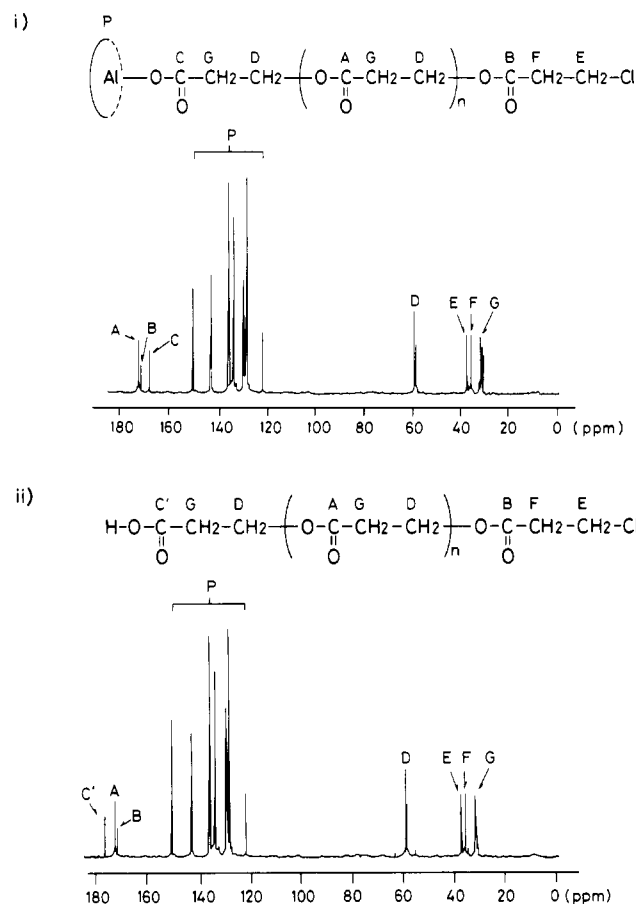 i)
P
C G D A G D B F E
Al—O—C—CH2—CH2—(O—C—CH2—CH2)n—O—C—CH2—CH2—Cl
O O O
P
A B C
D E F G
180 160 140 120 100 80 60 40 20 0 (ppm)
ii)
C' G D A G D B F E
H—O—C—CH2—CH2—(O—C—CH2—CH2)n—O—C—CH2—CH2—Cl
O O O
P
C' A B
D E F G
180 160 140 120 100 80 60 40 20 0 (ppm)